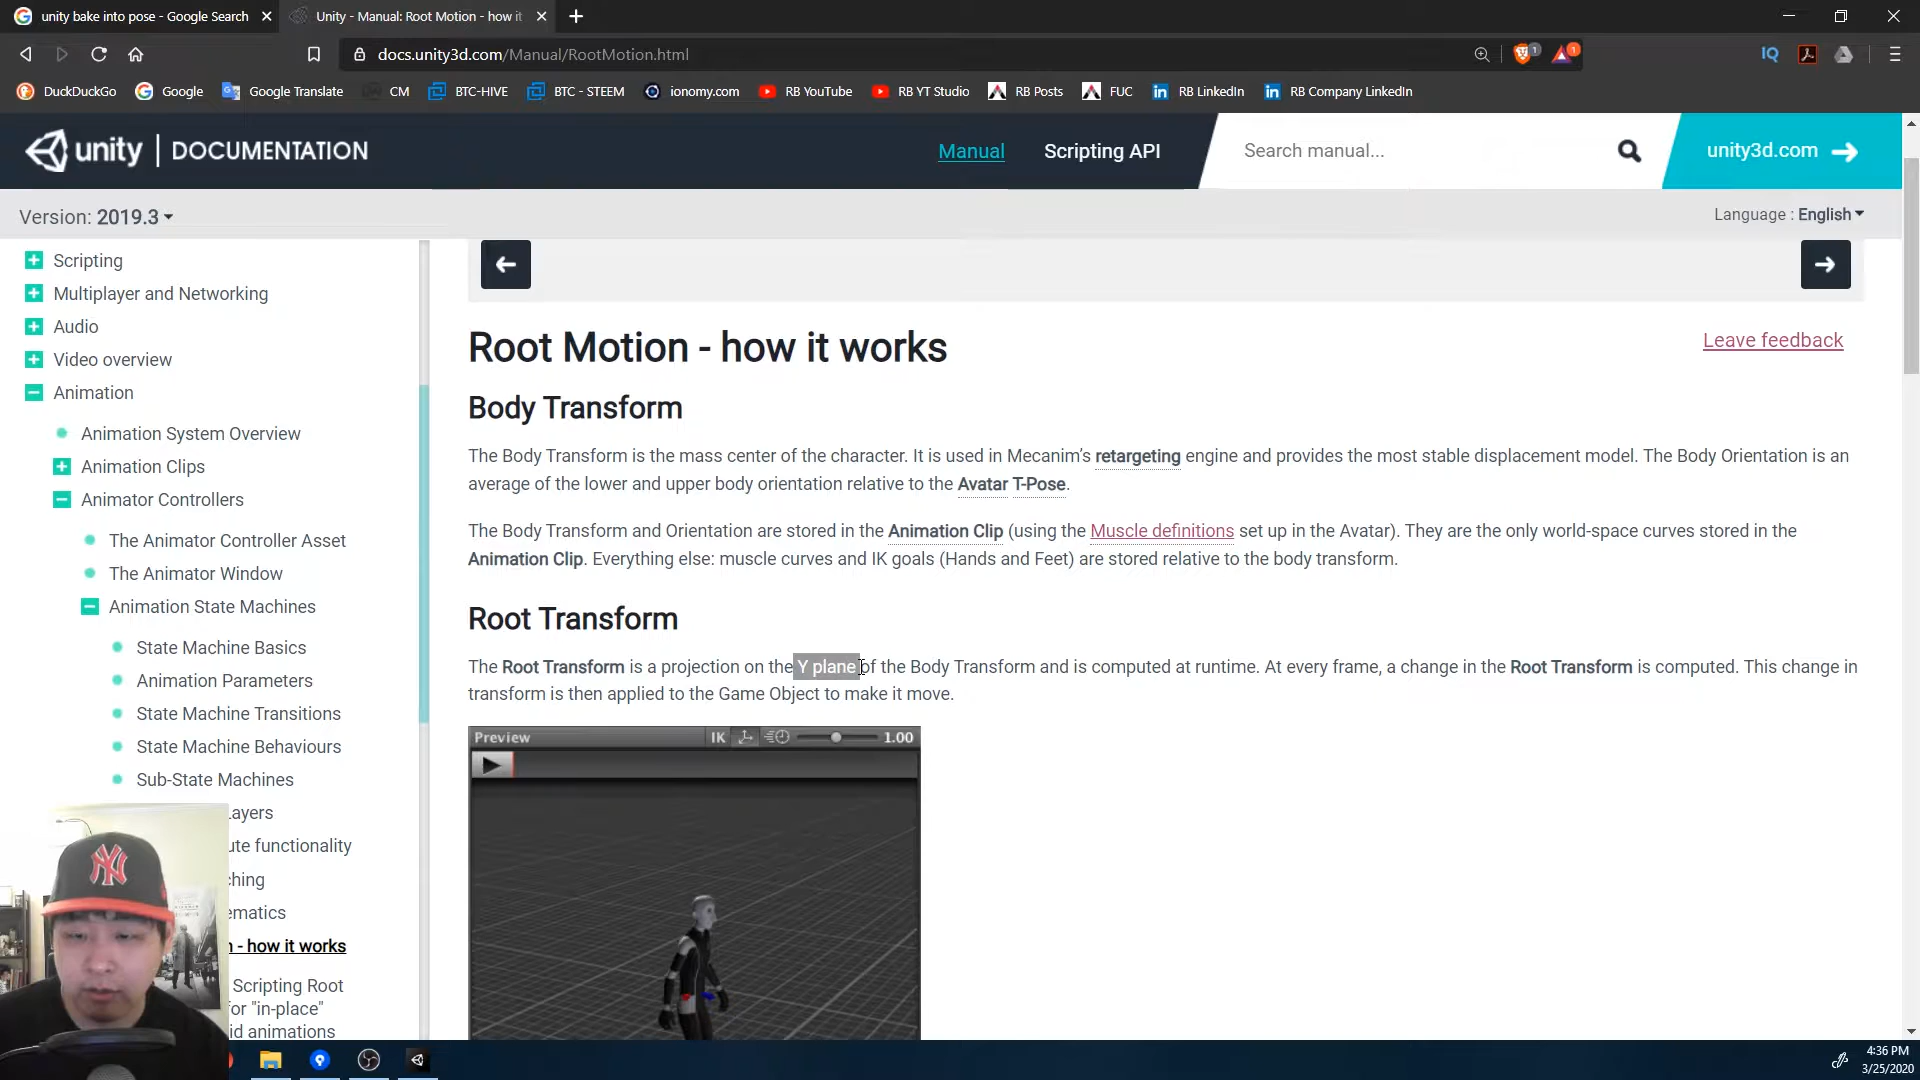 unity bake into pose - Google Search
Unity - Manual: Root Motion - how it
docs.unity3d.com/Manual/RootMotion.html
1
1
IQ
DuckDuckGo
Google
Google Translate
CM
BTC-HIVE
BTC - STEEM
ionomy.com
RB YouTube
RB YT Studio
RB Posts
FUC
RB LinkedIn
RB Company LinkedIn
unity | DOCUMENTATION
Manual
Scripting API
Search manual...
unity3d.com
Version: 2019.3
Language : English
Scripting
Multiplayer and Networking
Audio
Video overview
Animation
Animation System Overview
Animation Clips
Animator Controllers
The Animator Controller Asset
The Animator Window
Animation State Machines
State Machine Basics
Animation Parameters
State Machine Transitions
State Machine Behaviours
Sub-State Machines
ayers
ute functionality
hing
ematics
n - how it works
Scripting Root
for "in-place"
id animations
Root Motion - how it works
Leave feedback
Body Transform
The Body Transform is the mass center of the character. It is used in Mecanim’s retargeting engine and provides the most stable displacement model. The Body Orientation is an
average of the lower and upper body orientation relative to the Avatar T-Pose.
The Body Transform and Orientation are stored in the Animation Clip (using the Muscle definitions set up in the Avatar). They are the only world-space curves stored in the
Animation Clip. Everything else: muscle curves and IK goals (Hands and Feet) are stored relative to the body transform.
Root Transform
The Root Transform is a projection on the Y plane of the Body Transform and is computed at runtime. At every frame, a change in the Root Transform is computed. This change in
transform is then applied to the Game Object to make it move.
Preview
IK
1.00
NY
4:36 PM
3/25/2020